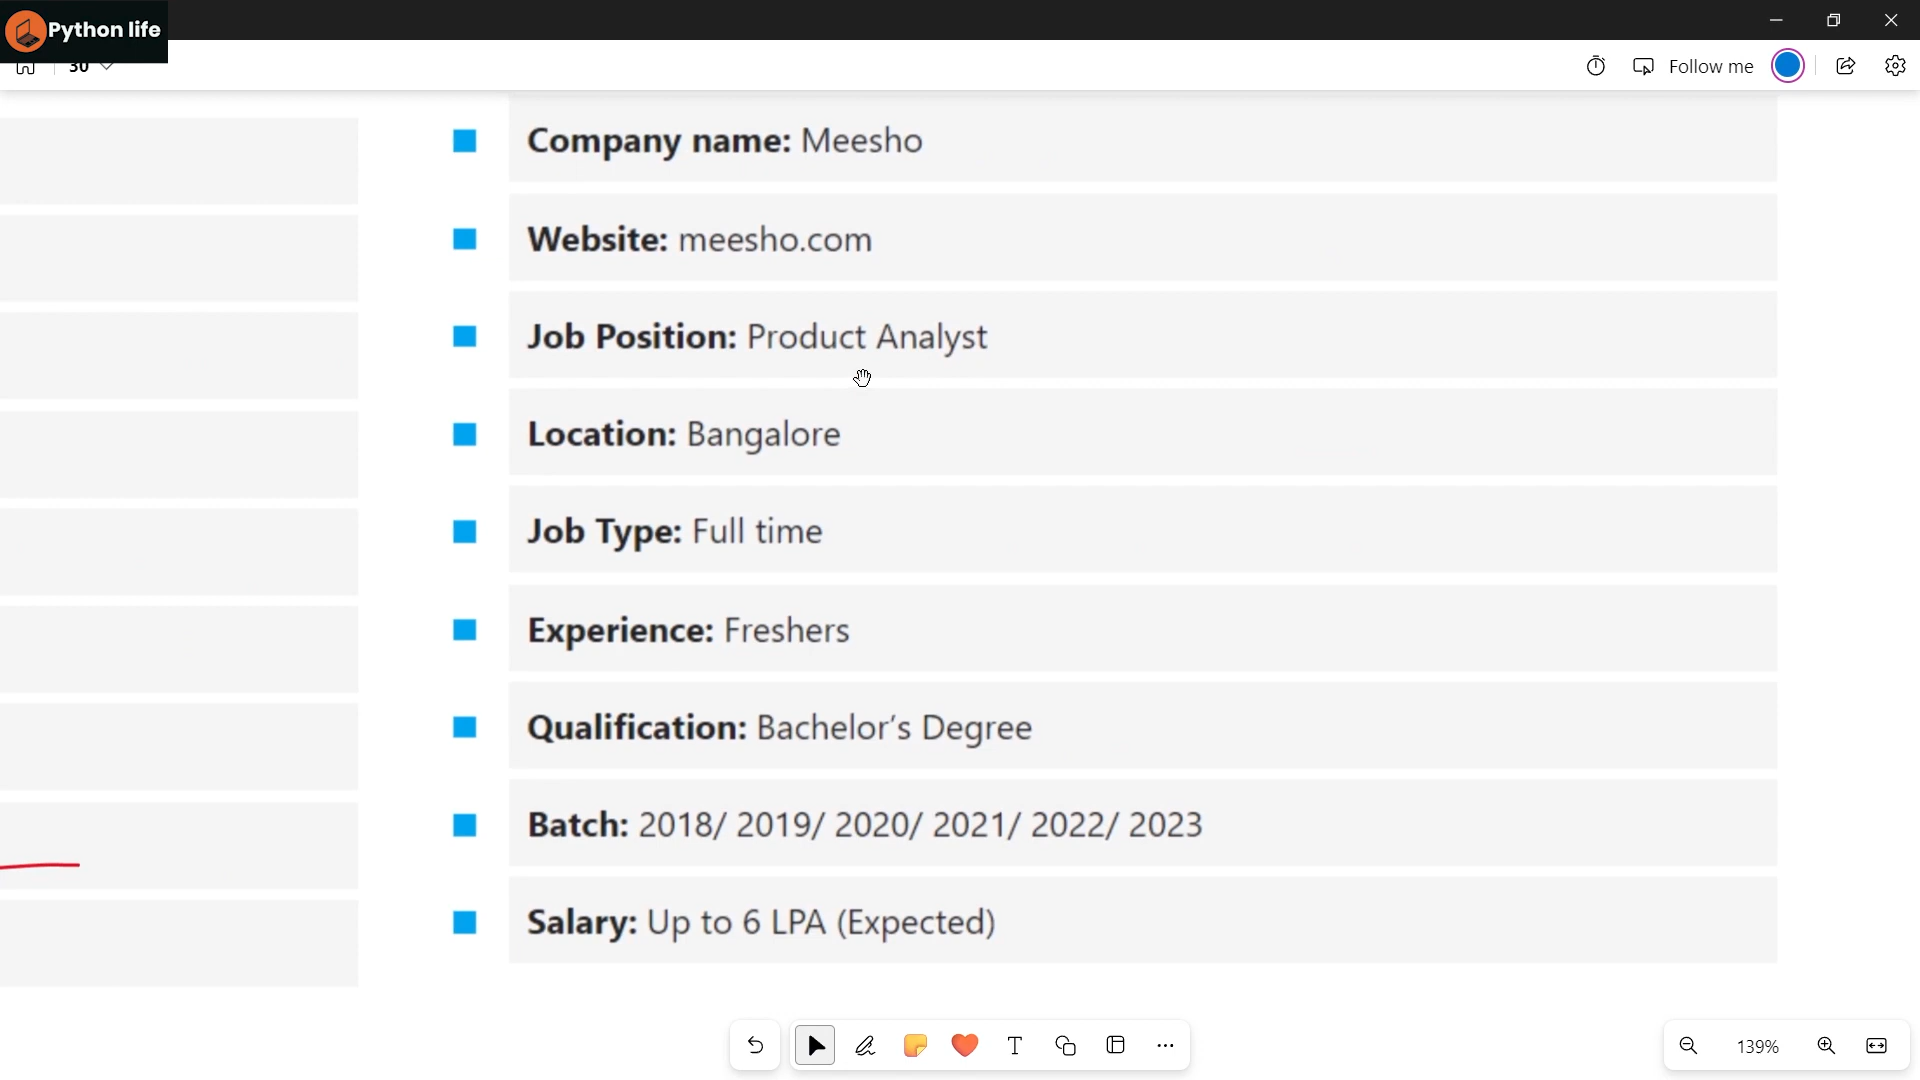 Python life
30
Follow me
Company name: Meesho
Website: meesho.com
Job Position: Product Analyst
Location: Bangalore
Job Type: Full time
Experience: Freshers
Qualification: Bachelor’s Degree
Batch: 2018/ 2019/ 2020/ 2021/ 2022/ 2023
Salary: Up to 6 LPA (Expected)
139%